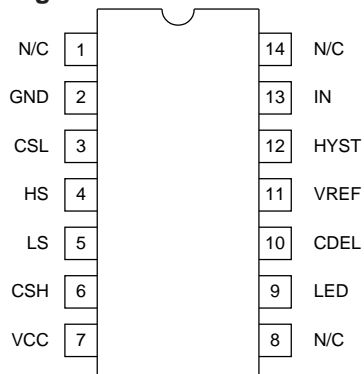 N/C 1 14 N/C
GND 2 13 IN
CSL 3 12 HYST
HS 4 11 VREF
LS 5 10 CDEL
CSH 6 9 LED
VCC 7 8 N/C